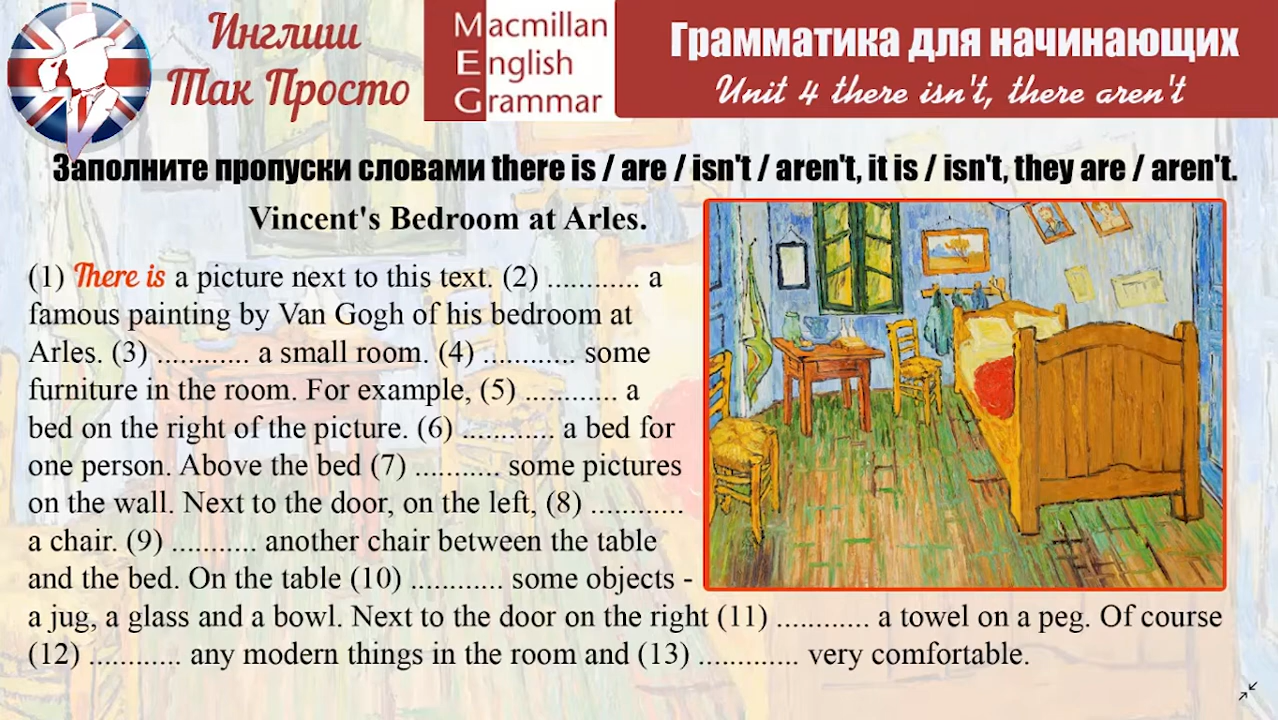 Инглиш
Так Просто
Macmillan
English
Grammar
Грамматика для начинающих
Unit 4 there isn't, there aren't
Заполните пропуски словами there is / are / isn't / aren't, it is / isn't, they are / aren't.
Vincent's Bedroom at Arles.
(1) There is a picture next to this text. (2) ............ a
famous painting by Van Gogh of his bedroom at
Arles. (3) ............ a small room. (4) ............ some
furniture in the room. For example, (5) ............ a
bed on the right of the picture. (6) ............ a bed for
one person. Above the bed (7) ........... some pictures
on the wall. Next to the door, on the left, (8) ............
a chair. (9) ........... another chair between the table
and the bed. On the table (10) ............ some objects -
a jug, a glass and a bowl. Next to the door on the right (11) ............ a towel on a peg. Of course
(12) ............ any modern things in the room and (13) ............. very comfortable.